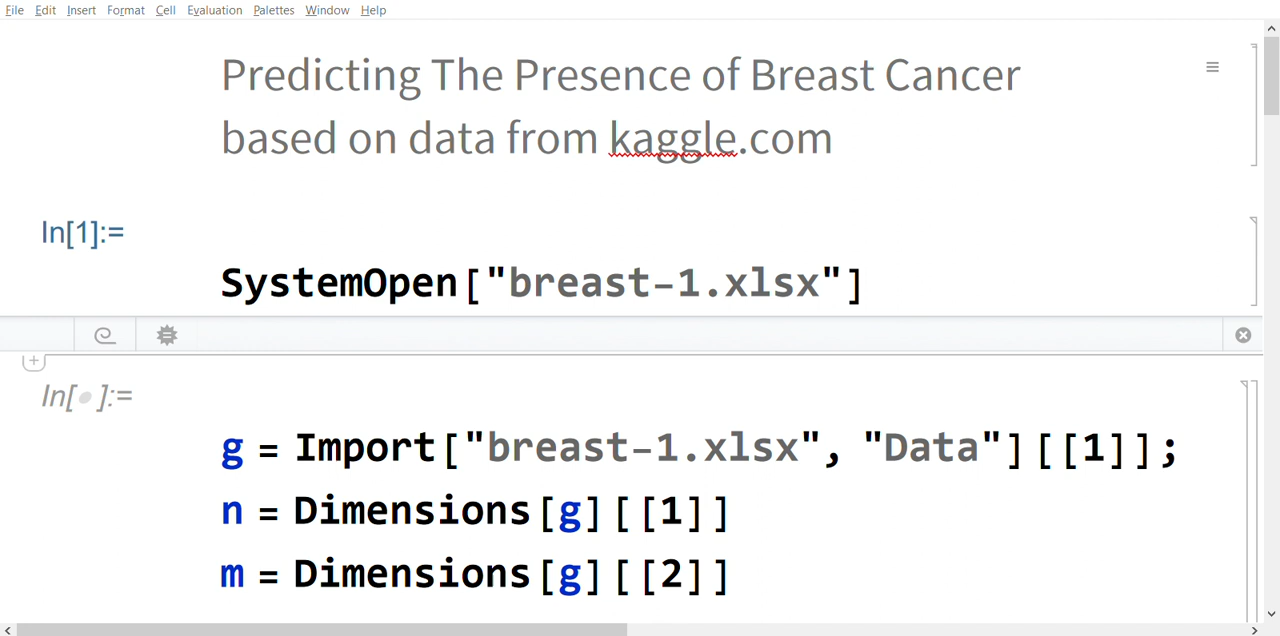 File Edit Insert Format Cell Evaluation Palettes Window Help
Predicting The Presence of Breast Cancer
based on data from kaggle.com
In[1]:=
SystemOpen["breast-1.xlsx"]
In[ ]:=
g = Import["breast-1.xlsx", "Data"][[1]];
n = Dimensions[g][[1]]
m = Dimensions[g][[2]]